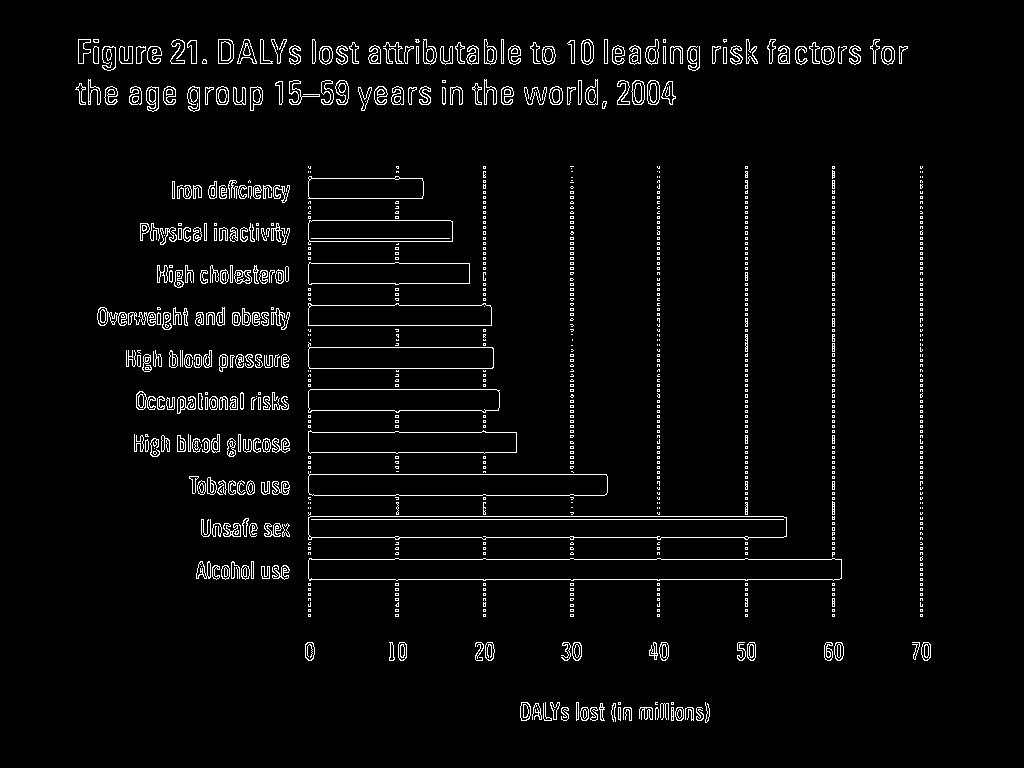 Figure 21. DALYs lost attributable to 10 leading risk factors for
the age group 15–59 years in the world, 2004
Iron deficiency
Physical inactivity
High cholesterol
Overweight and obesity
High blood pressure
Occupational risks
High blood glucose
Tobacco use
Unsafe sex
Alcohol use
0 10 20 30 40 50 60 70
DALYs lost (in millions)